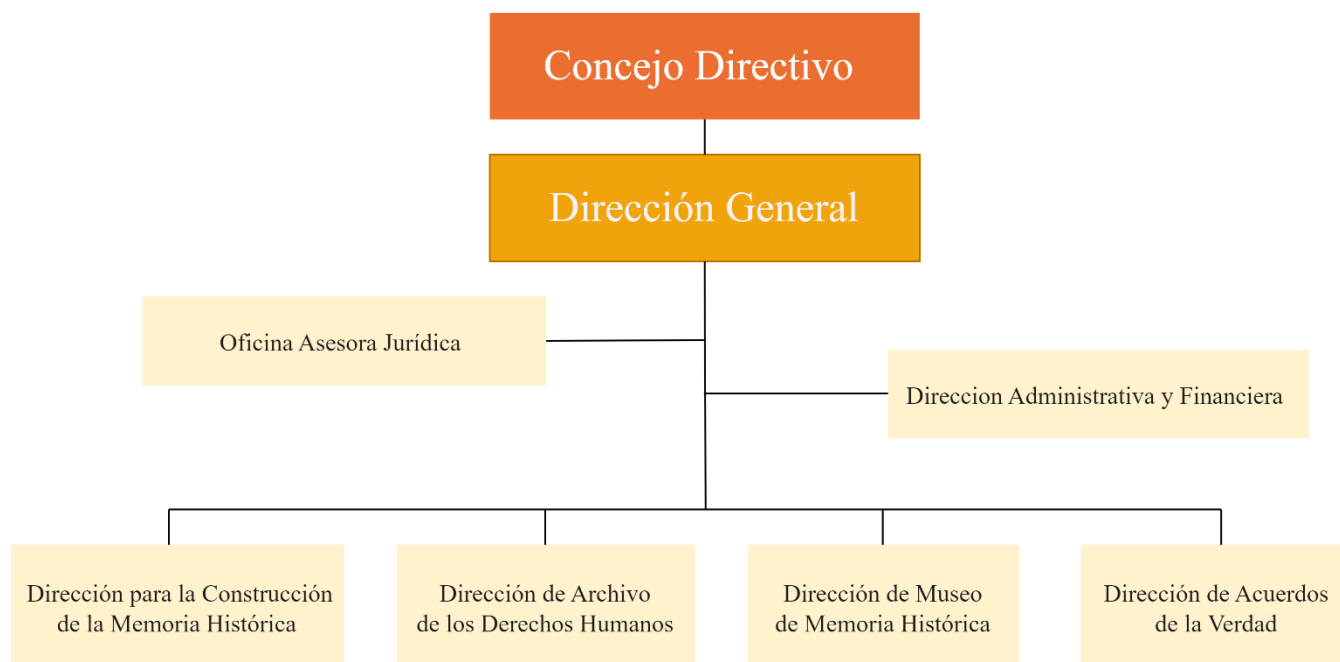 Concejo Directivo
Dirección General
Oficina Asesora Jurídica
Direccion Administrativa y Financiera
Dirección para la Construcción
de la Memoria Histórica
Dirección de Archivo
de los Derechos Humanos
Dirección de Museo
de Memoria Histórica
Dirección de Acuerdos
de la Verdad